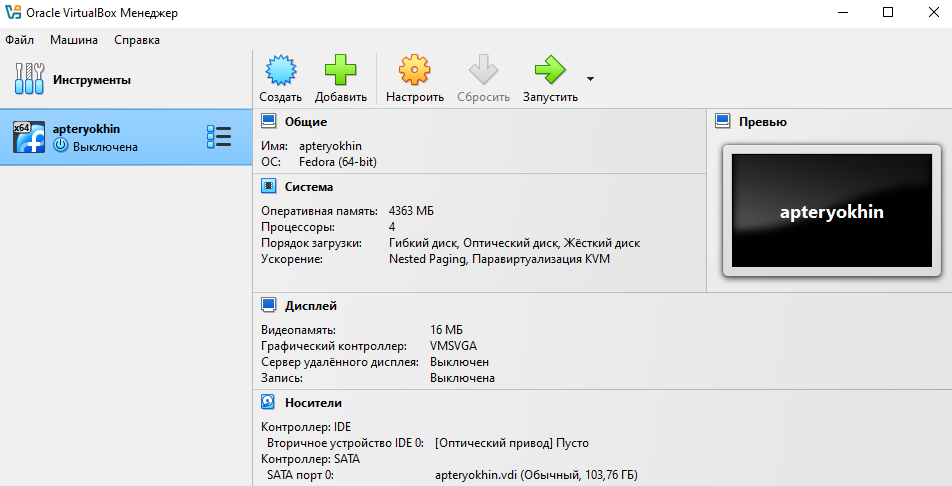 Oracle VirtualBox Менеджер
Файл Машина Справка
Инструменты
Создать Добавить Настроить Сбросить Запустить
x64
apteryokhin
Выключена
Общие
Имя: apteryokhin
ОС: Fedora (64-bit)
Система
Оперативная память: 4363 МБ
Процессоры: 4
Порядок загрузки: Гибкий диск, Оптический диск, Жёсткий диск
Ускорение: Nested Paging, Паравиртуализация KVM
Превью
apteryokhin
Дисплей
Видеопамять: 16 МБ
Графический контроллер: VMSVGA
Сервер удалённого дисплея: Выключен
Запись: Выключена
Носители
Контроллер: IDE
Вторичное устройство IDE 0: [Оптический привод] Пусто
Контроллер: SATA
SATA порт 0: apteryokhin.vdi (Обычный, 103,76 ГБ)